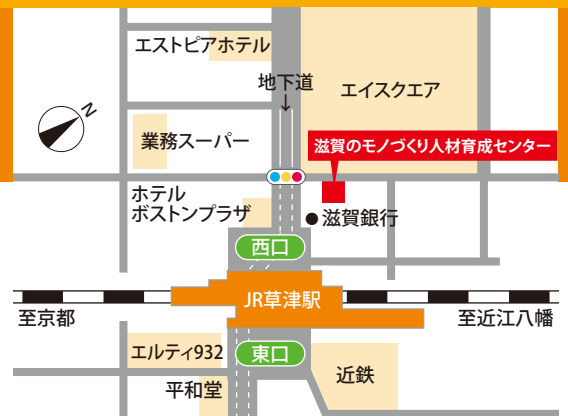 エストピアホテル
地下道
↓
エイスクエア
N
業務スーパー
滋賀のモノづくり人材育成センター
ホテル
ボストンプラザ
滋賀銀行
西口
JR草津駅
至京都
至近江八幡
エルティ932
東口
平和堂
近鉄